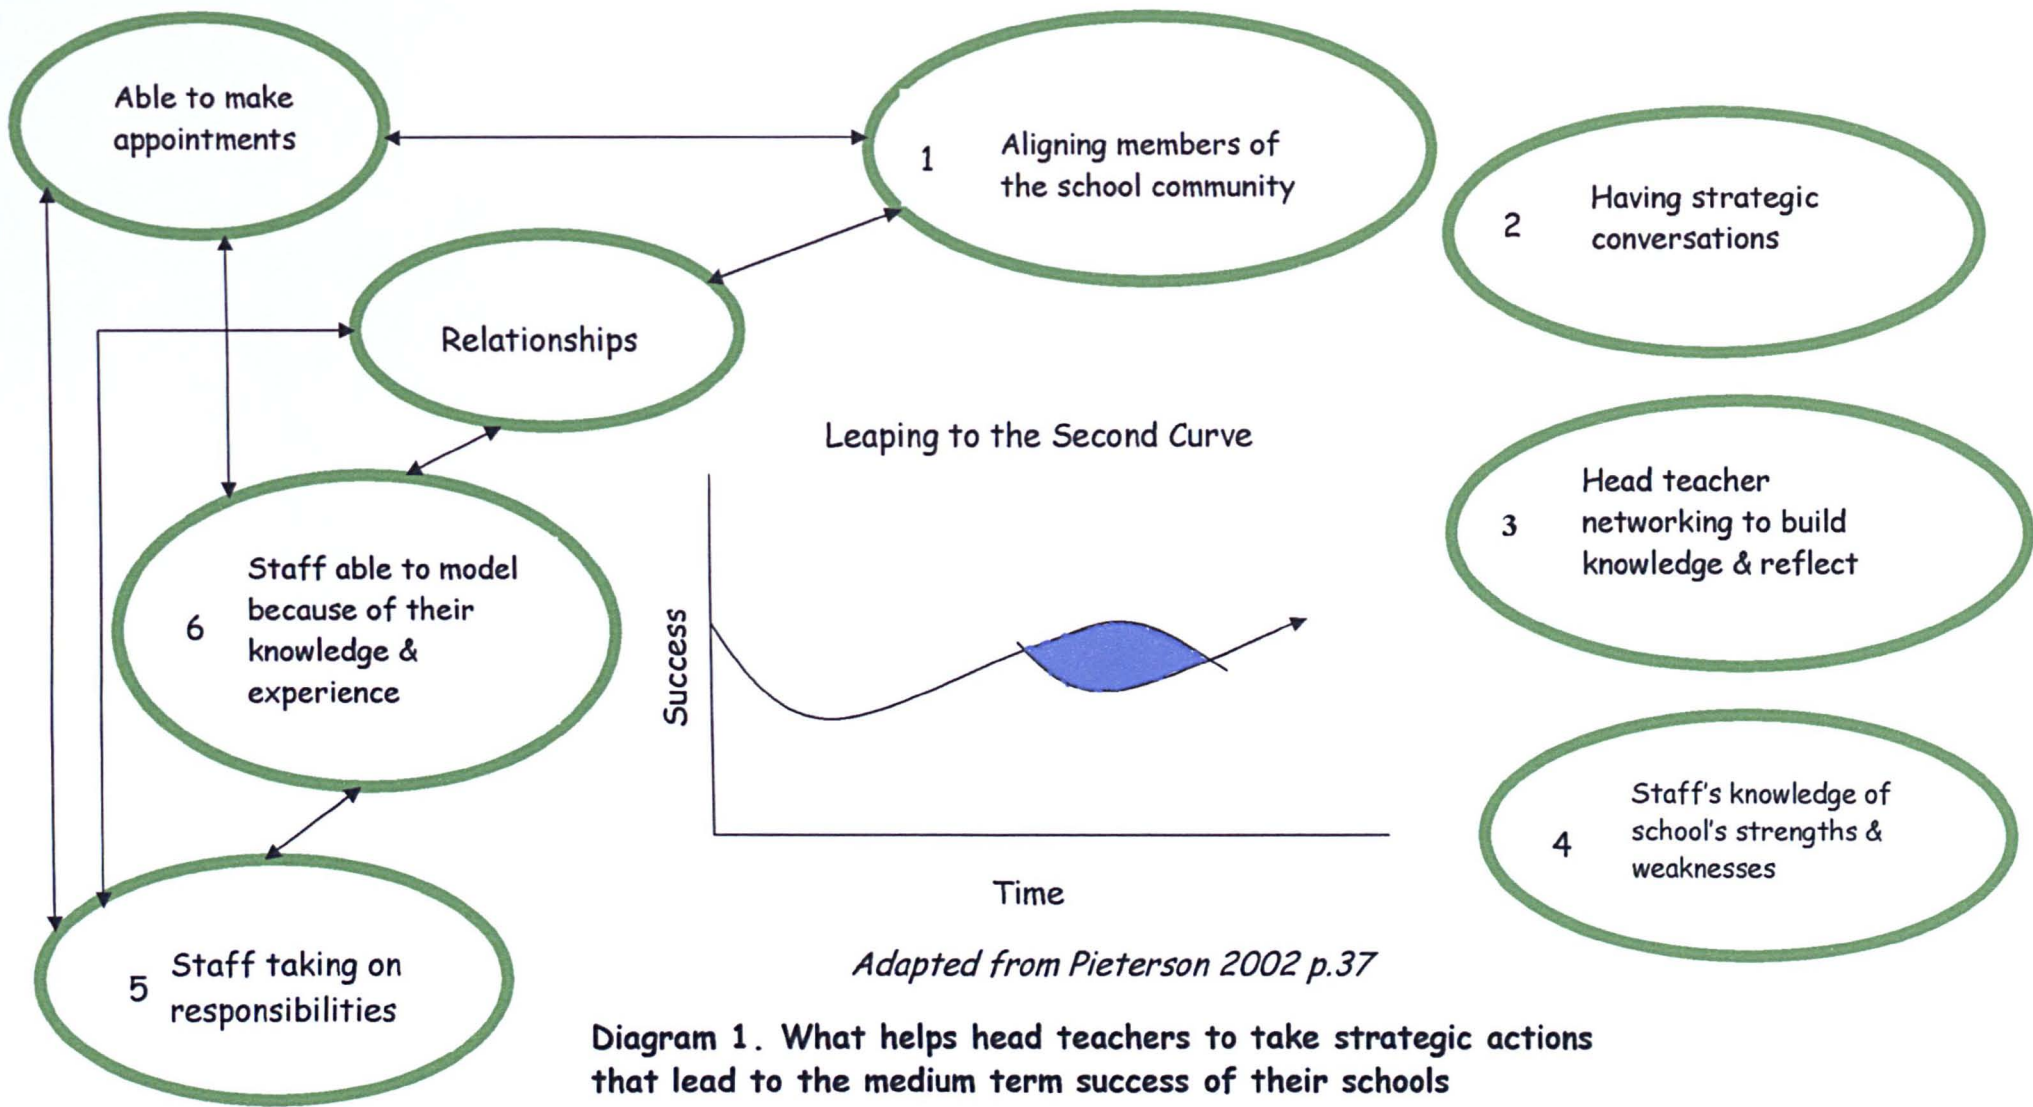 Able to make
appointments
1
Aligning members of
the school community
2
Having strategic
conversations
Relationships
Leaping to the Second Curve
3
Head teacher
networking to build
knowledge & reflect
6
Staff able to model
because of their
knowledge &
experience
Success
Time
4
Staff's knowledge of
school's strengths &
weaknesses
5
Staff taking on
responsibilities
Adapted from Pieterson 2002 p.37
Diagram 1. What helps head teachers to take strategic actions
that lead to the medium term success of their schools